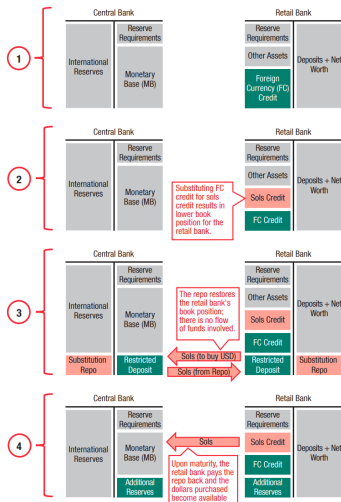 Central Bank
Retail Bank
1
International
Reserves
Reserve
Requirements
Monetary
Base (MB)
Reserve
Requirements
Other Assets
Foreign
Currency (FC)
Credit
Deposits + Net
Worth
Central Bank
Retail Bank
2
International
Reserves
Reserve
Requirements
Monetary
Base (MB)
Substituting FC
credit for sols
credit results in
lower book
position for the
retail bank.
Reserve
Requirements
Other Assets
Sols Credit
FC Credit
Deposits + Net
Worth
Central Bank
Retail Bank
3
International
Reserves
Substitution
Repo
Reserve
Requirements
Monetary
Base (MB)
Restricted
Deposit
The repo restores
the retail bank's
book position;
there is no flow
of funds involved.
Sols (to buy USD)
Sols (from Repo)
Reserve
Requirements
Other Assets
Sols Credit
FC Credit
Restricted
Deposit
Deposits + Net
Worth
Substitution
Repo
Central Bank
Retail Bank
4
International
Reserves
Reserve
Requirements
Monetary
Base (MB)
Additional
Reserves
Sols
Upon maturity, the
retail bank pays the
repo back and the
dollars purchased
become available
Reserve
Requirements
Sols Credit
FC Credit
Additional
Reserves
Deposits + Net
Worth